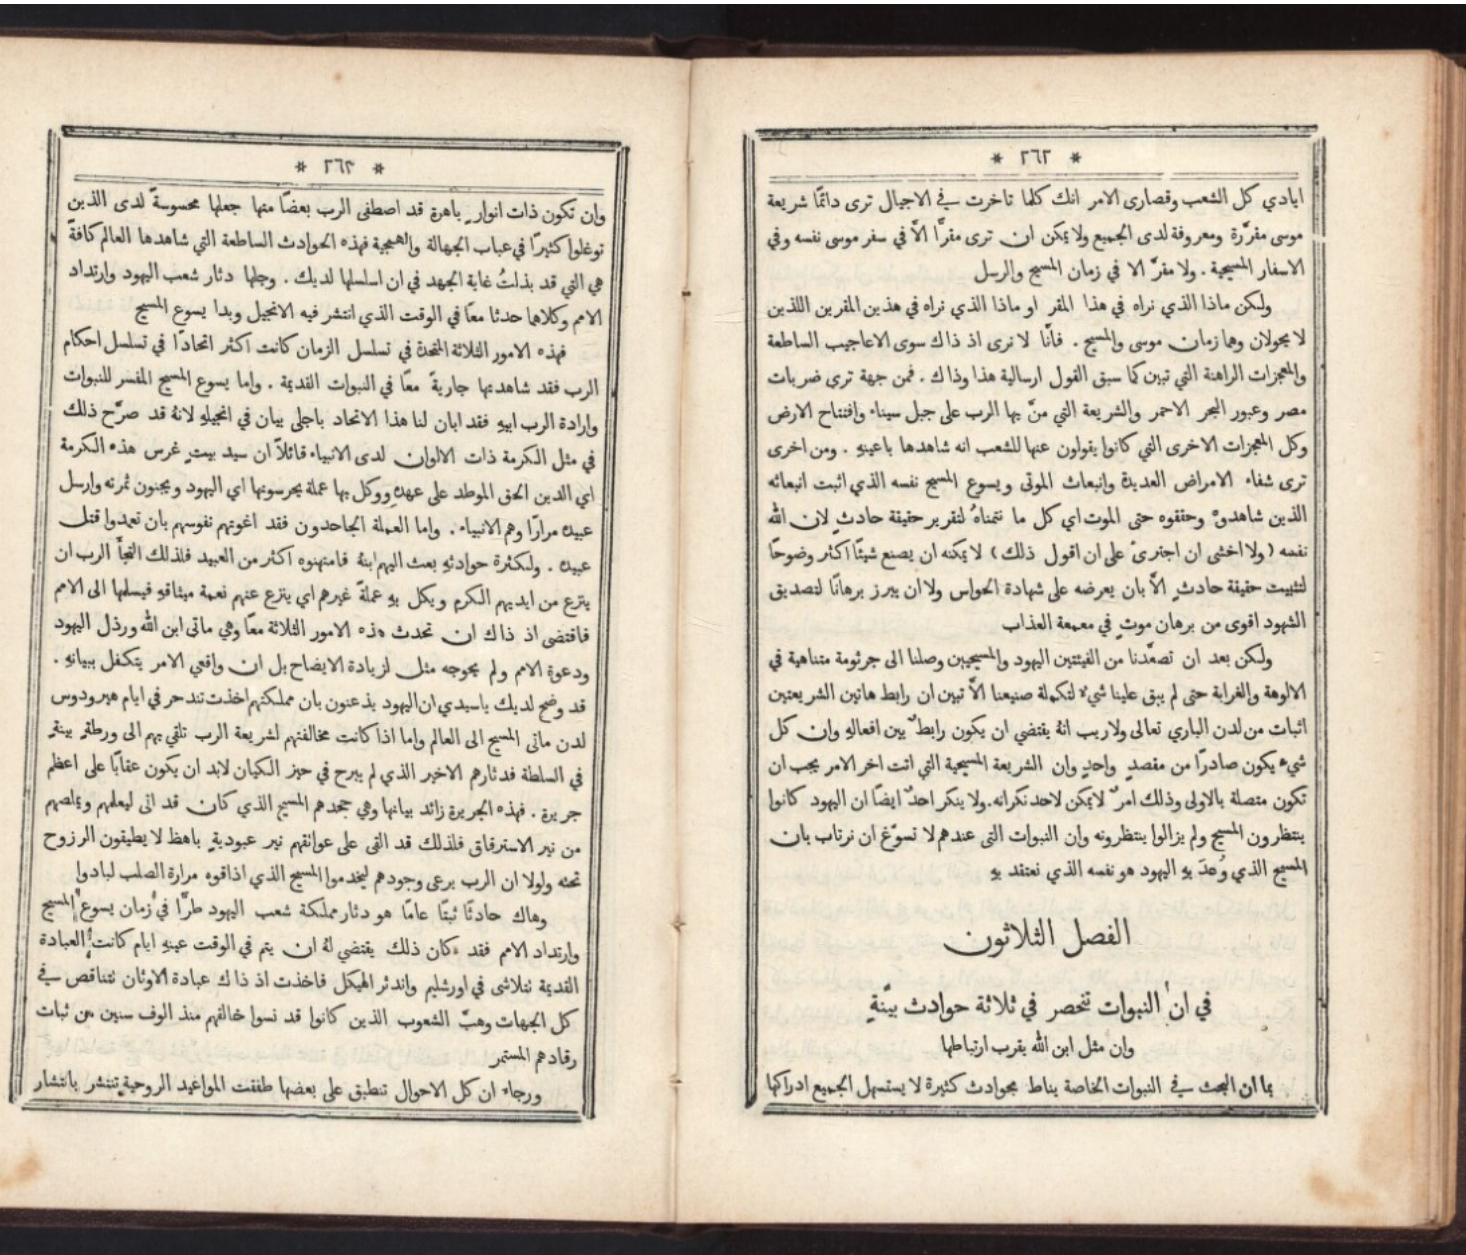 * ٢٦٢ *
ايادي كل الشعب وقصارى الامر انك كلما تاخرت في الاجيال ترى دائمًا شريعة
موسى مقرّرة ومعروفة لدى الجميع ولا يمكن ان ترى مقرًّا الاّ في سفر موسى نفسه وفي
الاسفار المسيحية . ولا مقرّ الا في زمان المسيح والرسل
ولكن ماذا الذي نراه في هذا المقر او ماذا الذي نراه في هذين المقرين اللذين
لا يحولان وهما زمان موسى والمسيح . فانّا لا نرى اذ ذاك سوى الاعاجيب الساطعة
والمعجزات الراهنة التي تبين كما سبق القول ارسالية هذا وذاك . فمن جهة ترى ضربات
مصر وعبور البحر الاحمر والشريعة التي منّ بها الرب على جبل سيناء وافتتاح الارض
وكل المعجزات الاخرى التي كانوا يقولون عنها للشعب انه شاهدها باعينهِ . ومن اخرى
ترى شفاء الامراض العديدة وانبعاث الموتى ويسوع المسيح نفسه الذي اثبت انبعاثه
الذين شاهدوهُ وحققوه حتى الموت اي كل ما نتمناهُ لتقرير حقيقة حادثٍ لان الله
نفسه ( ولا اخشى ان اجترئ على ان اقول ذلك ) لا يمكنه ان يصنع شيئًا اكثر وضوحًا
لتثبيت حقيقة حادثٍ الاّ بان يعرضه على شهادة الحواس ولا ان يبرز برهانًا لتصديق
الشهود اقوى من برهان موتٍ في معمعة العذاب
ولكن بعد ان تصعّدنا من الفئتين اليهود والمسيحيين وصلنا الى جرثومة متناهية في
الالوهة والغرابة حتى لم يبق علينا شيءٌ لتكملة صنيعنا الاّ تبين ان رابط هاتين الشريعتين
اثبات من لدن الباري تعالى ولا ريب انهُ يقتضي ان يكون رابطٌ بين افعالهِ وان كل
شيء يكون صادرًا من مقصدٍ واحدٍ وان الشريعة المسيحية التي اتت اخر الامر يجب ان
تكون متصلة بالاولى وذلك امرٌ لا يمكن لاحد نكرانه. ولا ينكر احدٌ ايضًا ان اليهود كانوا
ينتظرون المسيح ولم يزالوا ينتظرونه وان النبوات التى عندهم لا تسوّغ ان نرتاب بان
المسيح الذي وُعدَ بهِ اليهود هو نفسه الذي نعتقد بهِ
الفصل الثلاثون
في ان النبوات تنحصر في ثلاثة حوادث بيّنةٍ
وان مثل ابن الله يقرب ارتباطها
بما ان البحث في النبوات الخاصة يناط بحوادث كثيرة لا يستسهل الجميع ادراكها
* ٢٦٣ *
وان تكون ذات انوارٍ باهرة قد اصطفى الرب بعضًا منها جعلها محسوسةً لدى الذين
توغلوا كثيرًا في عباب الجهالة والهمجية فهذه الحوادث الساطعة التي شاهدها العالم كافةً
هي التي قد بذلتُ غاية الجهد في ان اسلسلها لديك . وجلها دثار شعب اليهود وارتداد
الامم وكلاهما حدثا معًا في الوقت الذي انتشر فيه الانجيل وبدا يسوع المسيح
فهذه الامور الثلاثة المتحدة في تسلسل الزمان كانت اكثر اتحادًا في تسلسل احكام
الرب فقد شاهدتها جاريةً معًا في النبوات القديمة . واما يسوع المسيح المفسر للنبوات
وارادة الرب ابيهِ فقد ابان لنا هذا الاتحاد باجلى بيان في انجيلهِ لانهُ قد صرّح ذلك
في مثل الكرمة ذات الالوان لدى الانبياء قائلاً ان سيد بيتٍ غرس هذه الكرمة
اي الدين الحق الموطد على عهدهِ ووكل بها عملة يحرسونها اي اليهود ويجنون ثمرته وارسل
عبيدهُ مرارًا وهم الانبياء. واما العملة الجاحدون فقد اغوتهم نفوسهم بان تعمدوا قتل
عبيدهِ . ولكثرة حوادثهِ بعث اليهم ابنهُ فامتهنوه اكثر من العبيد فلذلك التجأ الرب ان
ينزع من ايديهم الكرم ويكل بهِ عملةً غيرهم اي ينزع عنهم نعمة ميثاقهِ فيسلمها الى الامم
فاقتضى اذ ذاك ان تحدث هذه الامور الثلاثة معًا وهي ماتى ابن الله ورذل اليهود
ودعوة الامم ولم يحوجه مثل لزيادة الايضاح بل ان واقعي الامر يتكفل ببيانهِ .
قد وضح لديك يا سيدي ان اليهود يذعنون بان مملكتهم اخذت تندحر في ايام هيرودوس
لدن ماتى المسيح الى العالم واما اذا كانت مخالفتهم لشريعة الرب تلقي بهم الى ورطةٍ بينةٍ
في السلطة فدثارهم الاخير الذي لم يبرح في حيز الكيان لابد ان يكون عقابًا على اعظم
جريرة . فهذه الجريرة زائد بيانها وهي جحدهم المسيح الذي كان قد اتى ليعلمهم ويملصهم
من نير الاسترقاق فلذلك قد القى على عواتقهم نير عبوديةٍ باهظ لا يطيقون الرزوح
تحته ولولا ان الرب يرعى وجودهم ليخدموا المسيح الذي اذاقوه مرارة الصلب لبادوا
وهاك حادثًا ثبتًا عامًا هو دثار مملكة شعب اليهود طرًّا في زمان يسوع المسيح
وارتداد الامم فقد كان ذلك يقتضي لهُ ان يتم في الوقت عينهِ ايام كانت العبادة
القديمة تتلاشى في اورشليم واندثر الهيكل فاخذت اذ ذاك عبادة الاوثان تتناقص في
كل الجهات وهبّ الشعوب الذين كانوا قد نسوا خالقهم منذ الوف سنين من ثبات
رقادهم المستمر
ورجاء ان كل الاحوال تنطبق على بعضها طفقت المواعيد الروحية تنتشر بانتشار